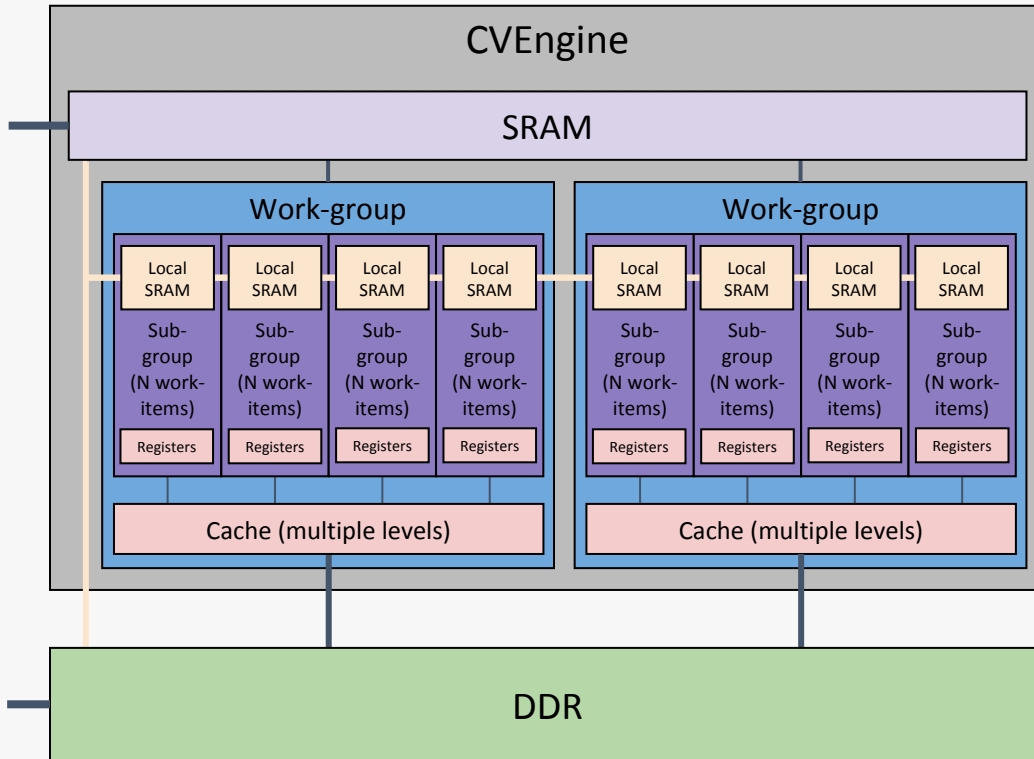 CVEngine
SRAM
Work-group
Local
SRAM
Sub-
group
(N work-
items)
Registers
Local
SRAM
Sub-
group
(N work-
items)
Registers
Local
SRAM
Sub-
group
(N work-
items)
Registers
Local
SRAM
Sub-
group
(N work-
items)
Registers
Cache (multiple levels)
Work-group
Local
SRAM
Sub-
group
(N work-
items)
Registers
Local
SRAM
Sub-
group
(N work-
items)
Registers
Local
SRAM
Sub-
group
(N work-
items)
Registers
Local
SRAM
Sub-
group
(N work-
items)
Registers
Cache (multiple levels)
DDR